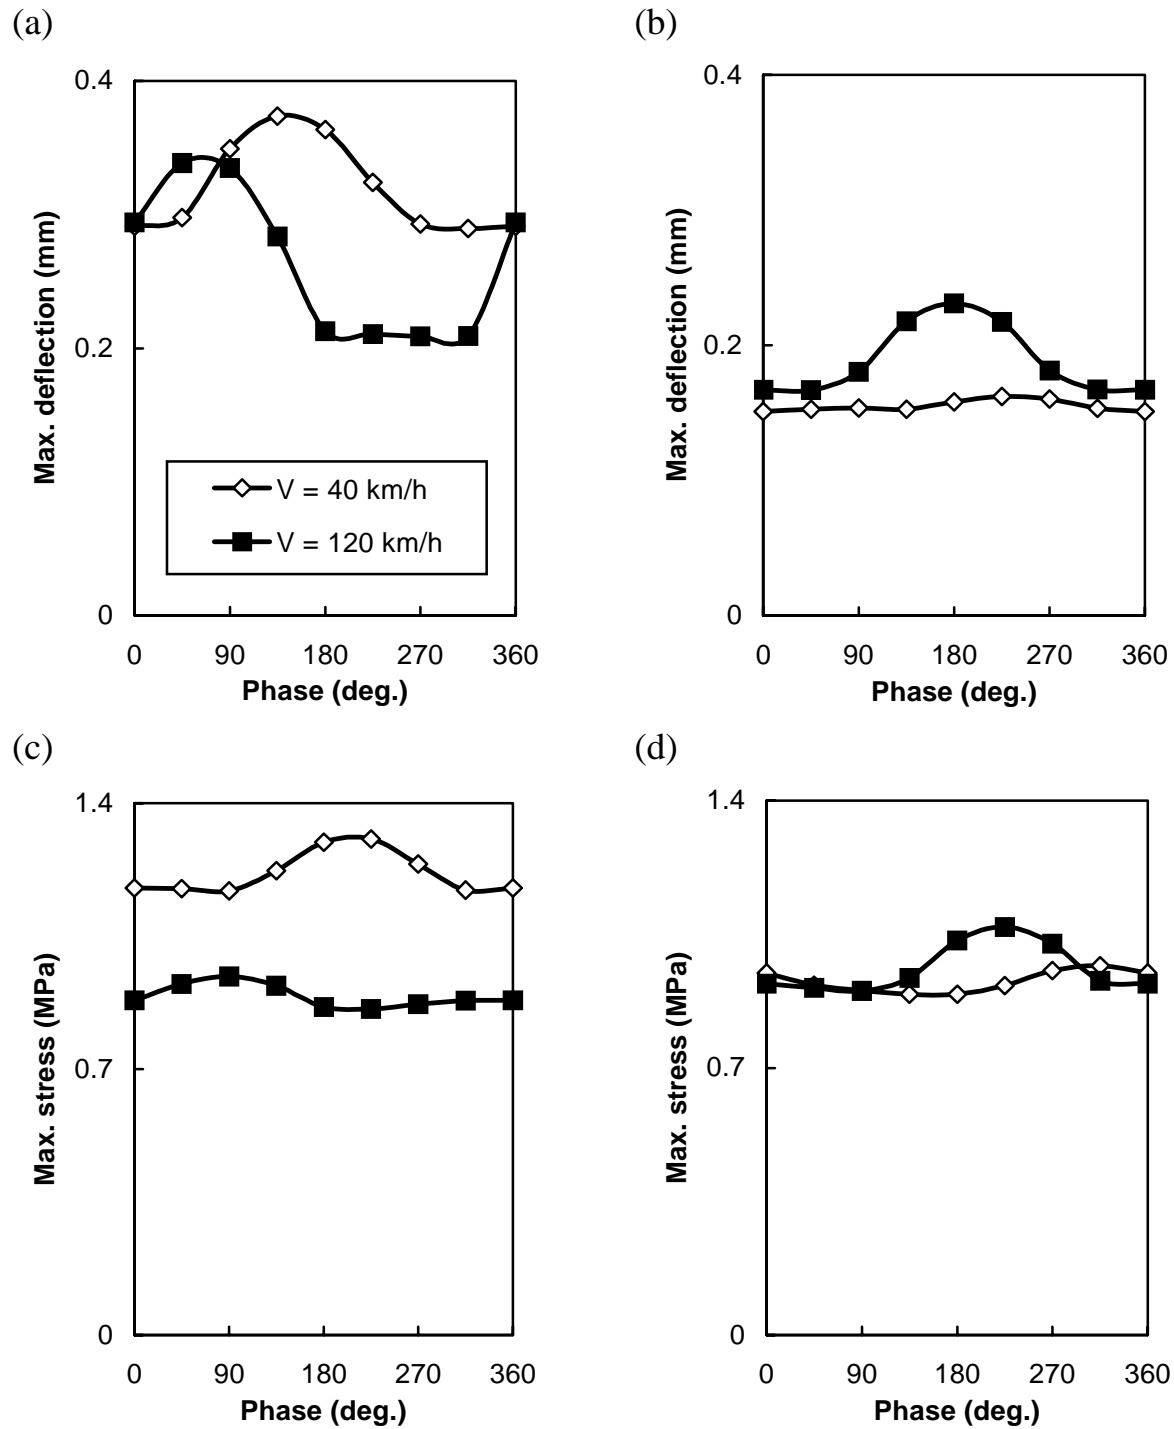 (a)
0.4
0.2
0
Max. deflection (mm)
V = 40 km/h
V = 120 km/h
0 90 180 270 360
Phase (deg.)
(b)
0.4
0.2
0
Max. deflection (mm)
0 90 180 270 360
Phase (deg.)
(c)
1.4
0.7
0
Max. stress (MPa)
0 90 180 270 360
Phase (deg.)
(d)
1.4
0.7
0
Max. stress (MPa)
0 90 180 270 360
Phase (deg.)